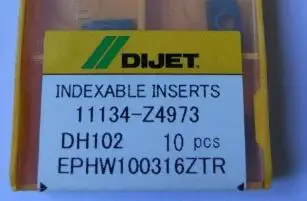 DIJET
INDEXABLE INSERTS
11134-Z4973
DH102 10 pcs
EPHW100316ZTR